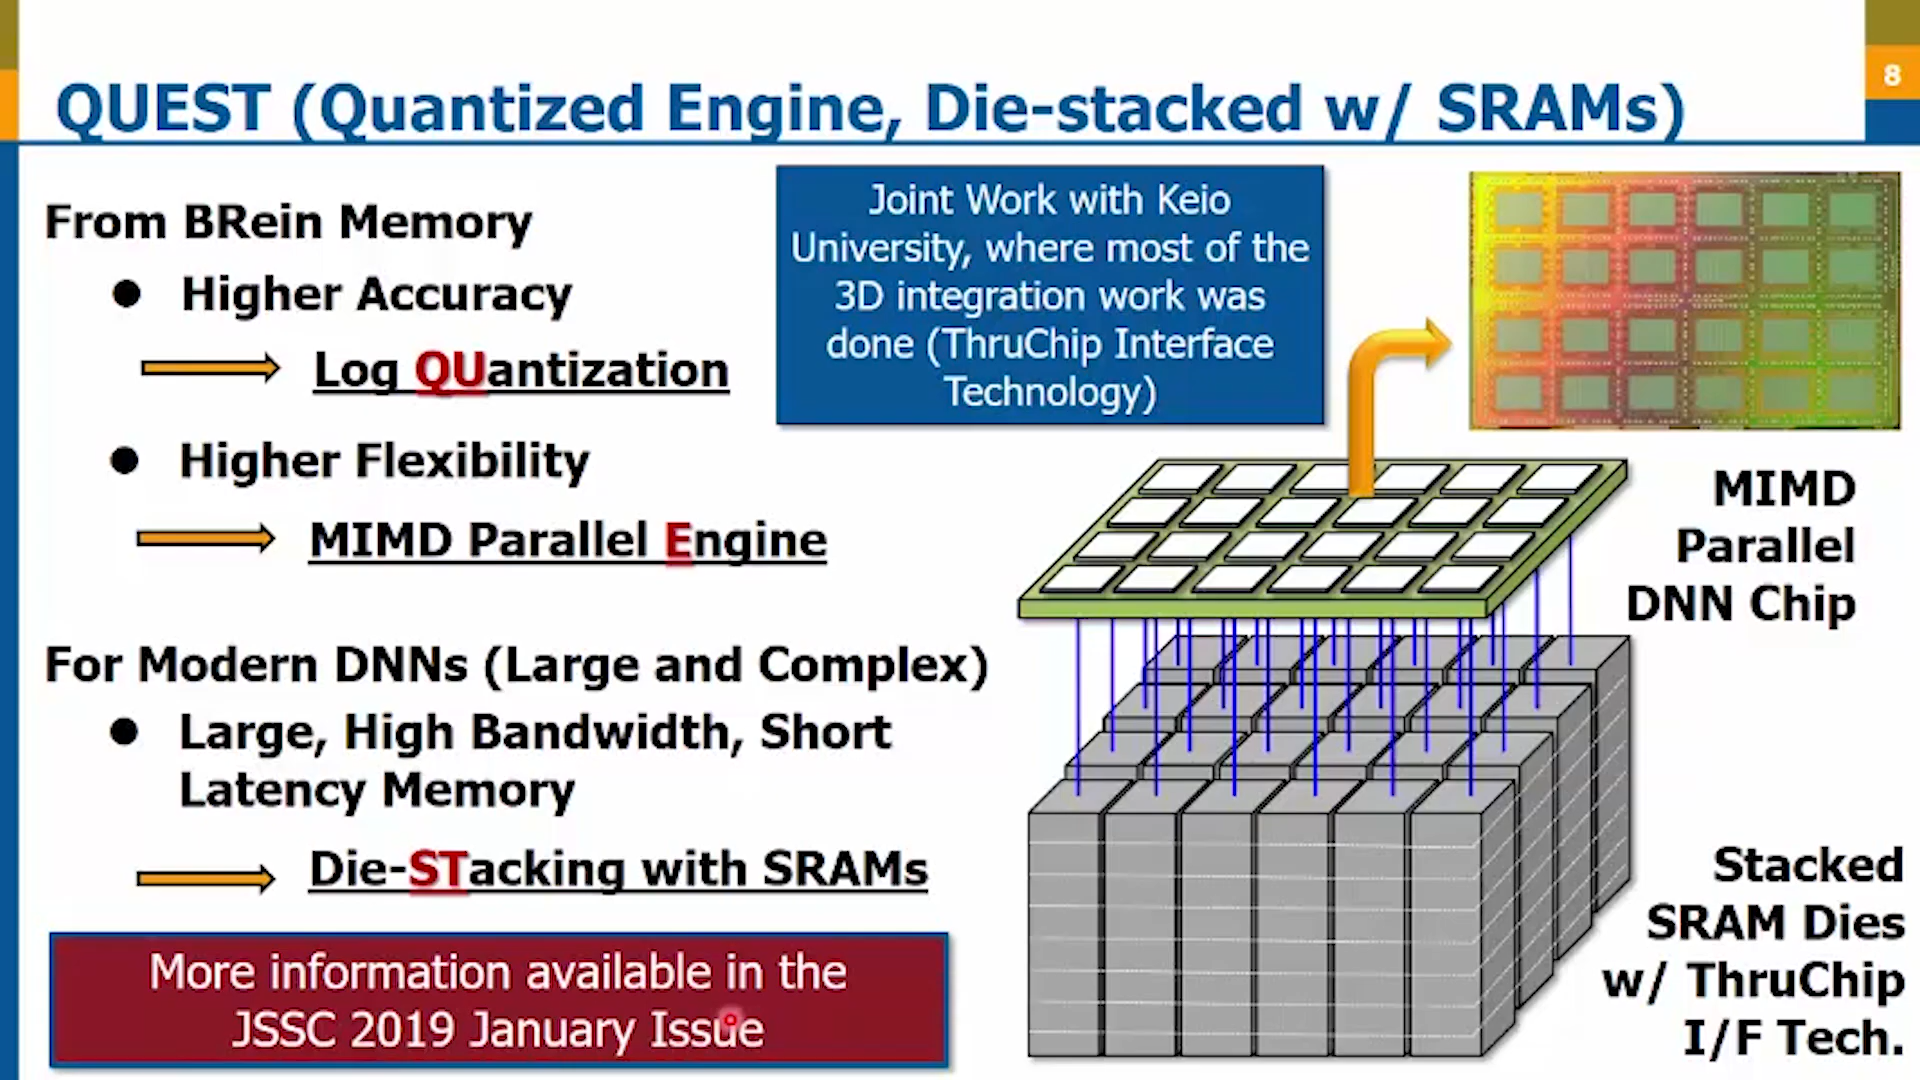 8
QUEST (Quantized Engine, Die-stacked w/ SRAMs)
From BRein Memory
● Higher Accuracy
Log QUantization
● Higher Flexibility
MIMD Parallel Engine
For Modern DNNs (Large and Complex)
● Large, High Bandwidth, Short
Latency Memory
Die-STacking with SRAMs
More information available in the
JSSC 2019 January Issue
Joint Work with Keio
University, where most of the
3D integration work was
done (ThruChip Interface
Technology)
MIMD
Parallel
DNN Chip
Stacked
SRAM Dies
w/ ThruChip
I/F Tech.